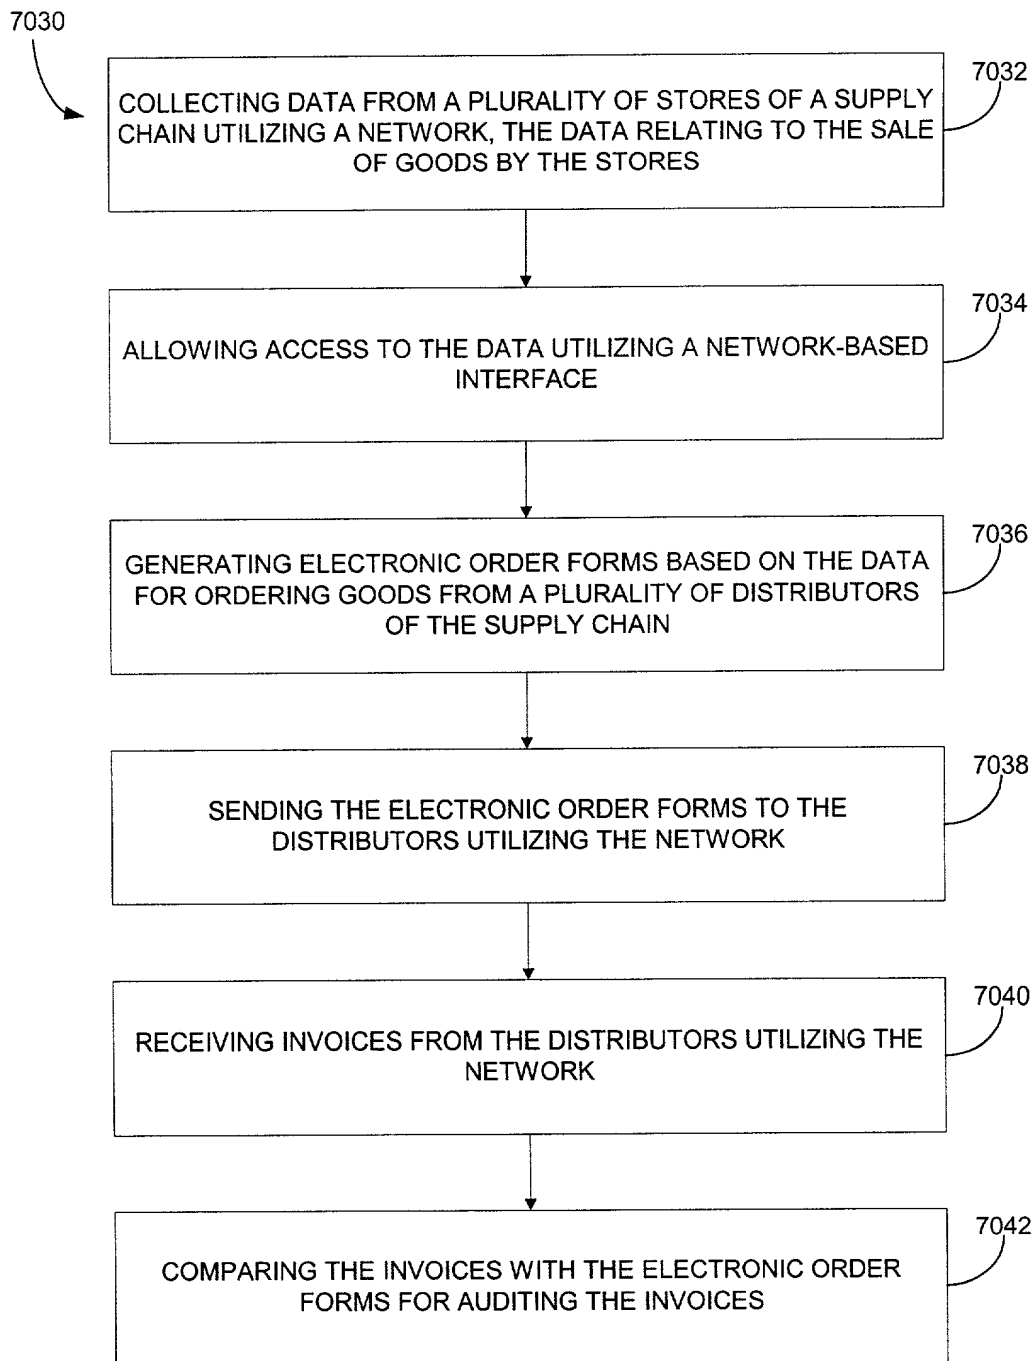 7030
7032
COLLECTING DATA FROM A PLURALITY OF STORES OF A SUPPLY
CHAIN UTILIZING A NETWORK, THE DATA RELATING TO THE SALE
OF GOODS BY THE STORES
7034
ALLOWING ACCESS TO THE DATA UTILIZING A NETWORK-BASED
INTERFACE
7036
GENERATING ELECTRONIC ORDER FORMS BASED ON THE DATA
FOR ORDERING GOODS FROM A PLURALITY OF DISTRIBUTORS
OF THE SUPPLY CHAIN
7038
SENDING THE ELECTRONIC ORDER FORMS TO THE
DISTRIBUTORS UTILIZING THE NETWORK
7040
RECEIVING INVOICES FROM THE DISTRIBUTORS UTILIZING THE
NETWORK
7042
COMPARING THE INVOICES WITH THE ELECTRONIC ORDER
FORMS FOR AUDITING THE INVOICES